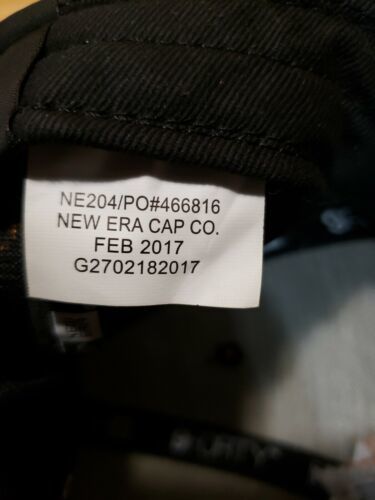 NE204/PO#466816
NEW ERA CAP CO.
FEB 2017
G2702182017